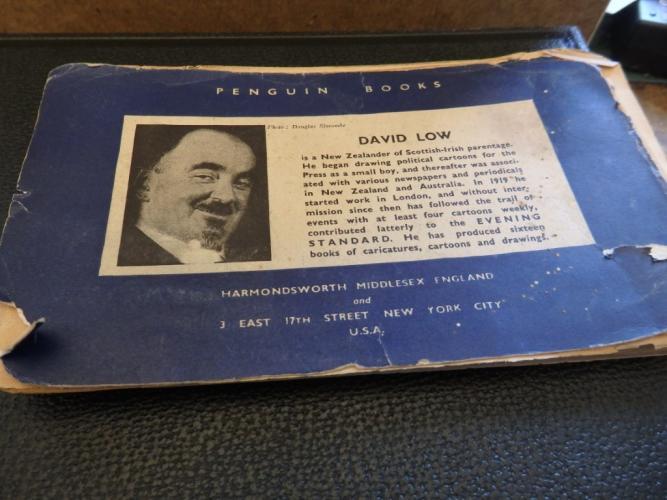 PENGUIN BOOKS
Photo: Douglas
DAVID LOW
is a New Zealander of Scottish-Irish parentage.
He began drawing political cartoons for the
Press as a small boy, and thereafter was associ-
ated with various newspapers and periodicals
in New Zealand and Australia. In 1919 he
started work in London, and without inter-
mission since then has followed the trail of
events with at least four cartoons weekly,
contributed latterly to the EVENING
STANDARD. He has produced sixteen
books of caricatures, cartoons and drawings.
HARMONDSWORTH MIDDLESEX ENGLAND
and
3 EAST 17TH STREET NEW YORK CITY
U.S.A.